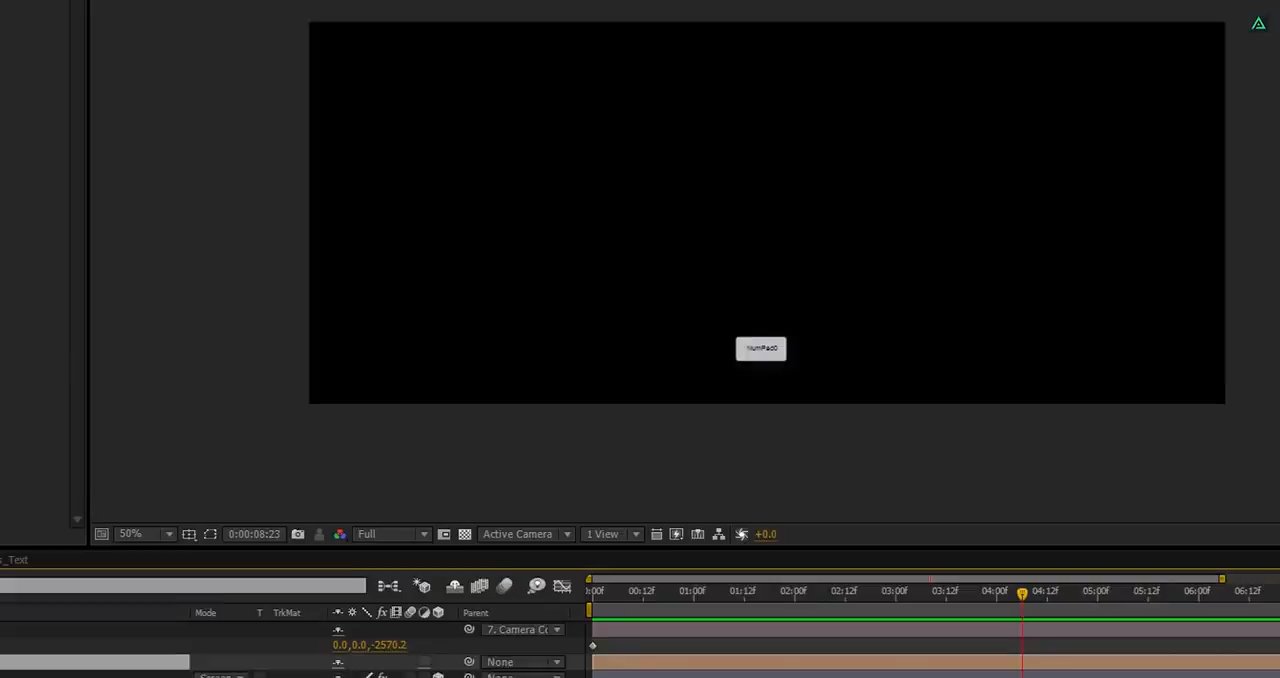 NumPad0
50%
0:00:08:23
Full
Active Camera
1 View
+0.0
s_Text
:00f 00:12f 01:00f 01:12f 02:00f 02:12f 03:00f 03:12f 04:00f 04:12f 05:00f 05:12f 06:00f 06:12f
Mode T TrkMat fx Parent
7. Camera Cc
0.0,0.0,-2570.2
None